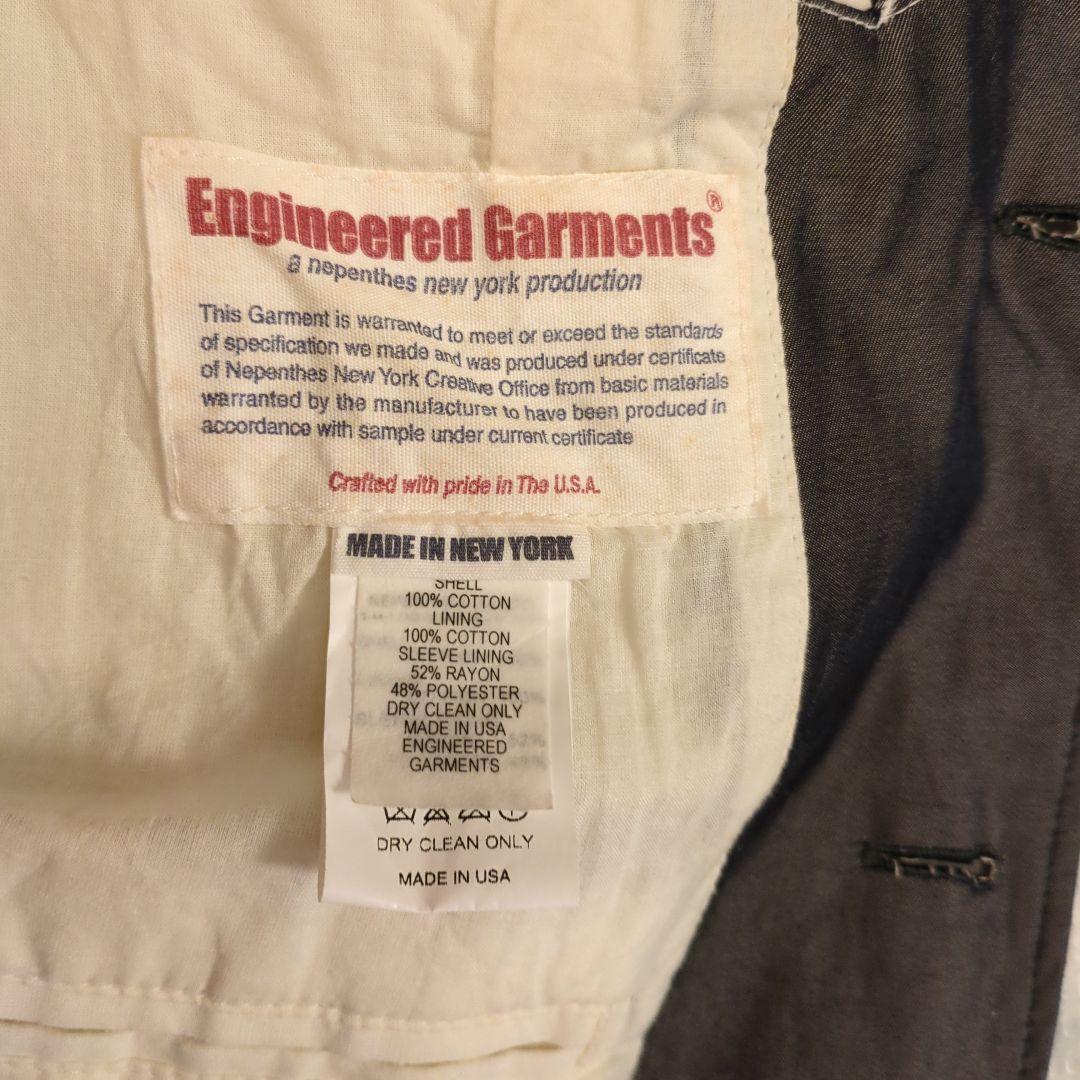 Engineered Garments®
a nepenthes new york production
This Garment is warranted to meet or exceed the standards
of specification we made and was produced under certificate
of Nepenthes New York Creative Office from basic materials
warranted by the manufacturer to have been produced in
accordance with sample under current certificate
Crafted with pride in The U.S.A.
MADE IN NEW YORK
SHELL
100% COTTON
LINING
100% COTTON
SLEEVE LINING
52% RAYON
48% POLYESTER
DRY CLEAN ONLY
MADE IN USA
ENGINEERED
GARMENTS
DRY CLEAN ONLY
MADE IN USA